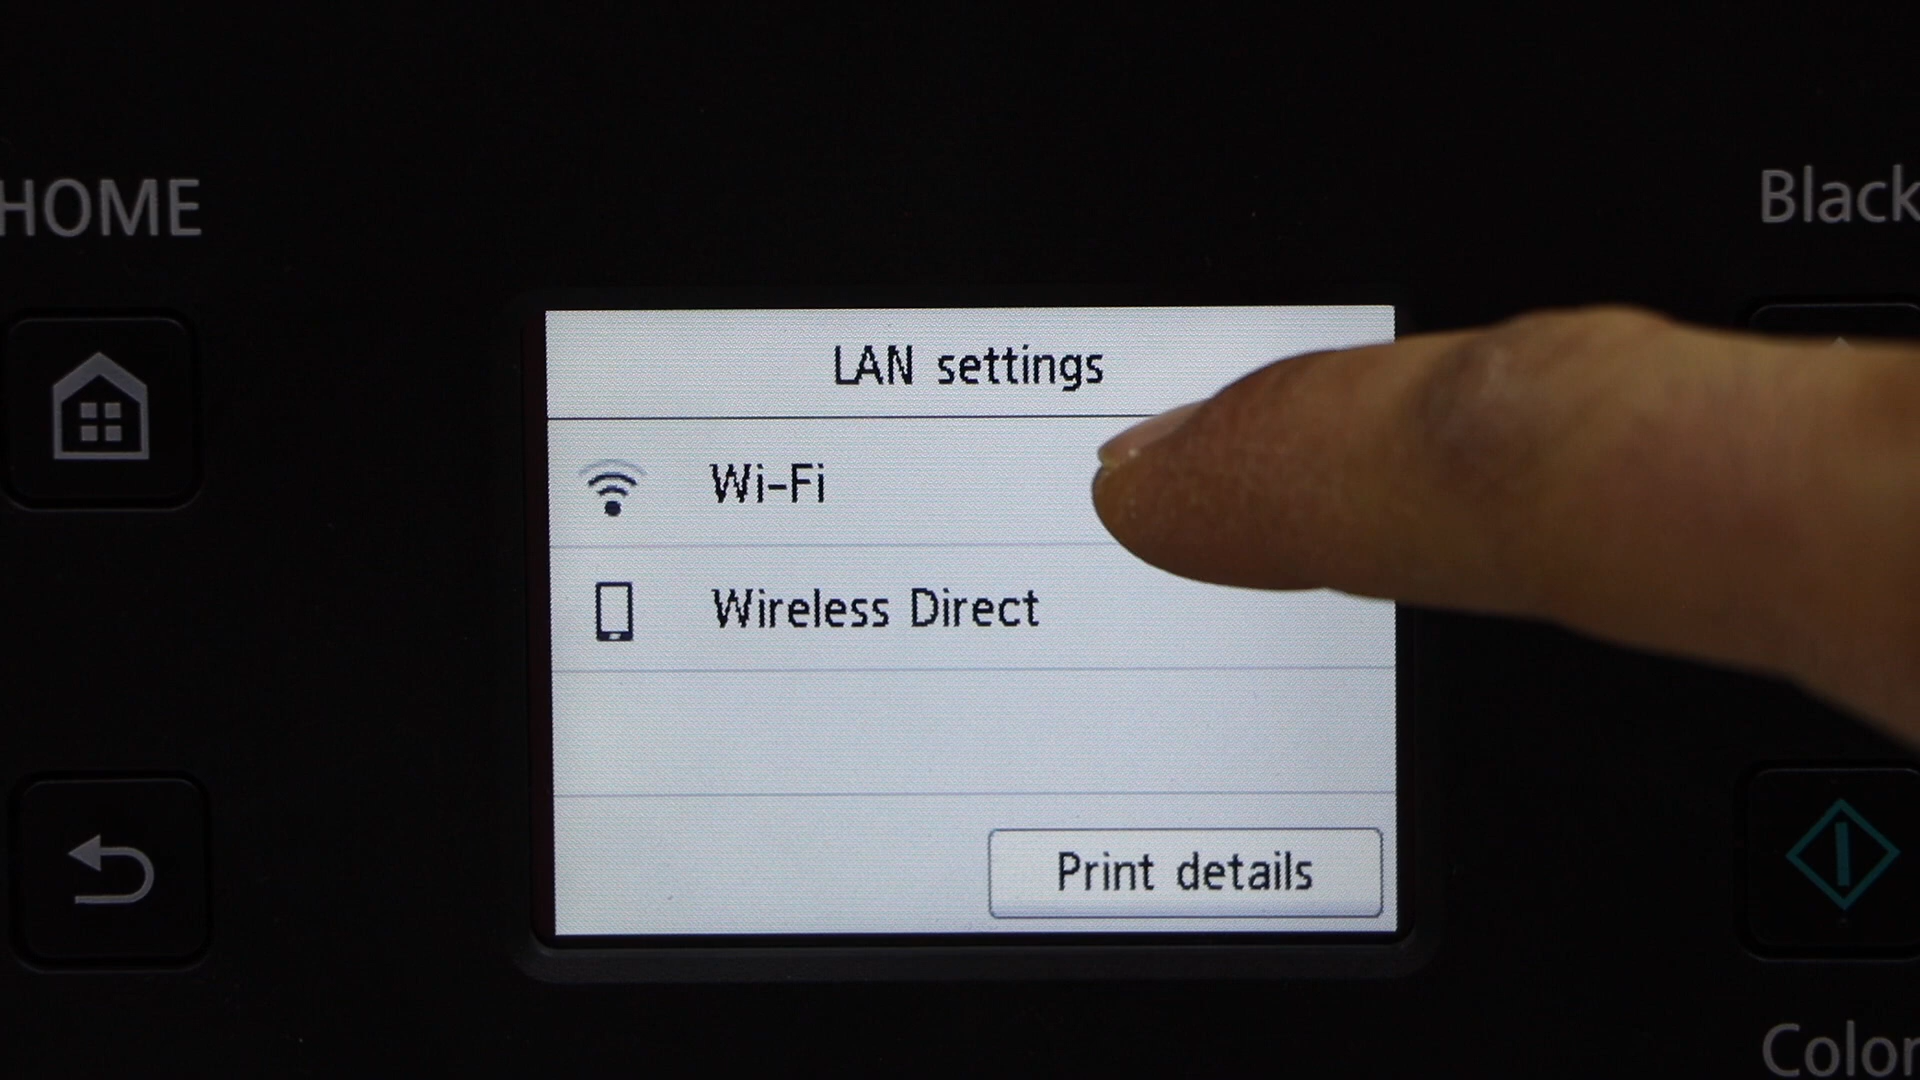 HOME
Black
LAN settings
Wi-Fi
Wireless Direct
Print details
Color